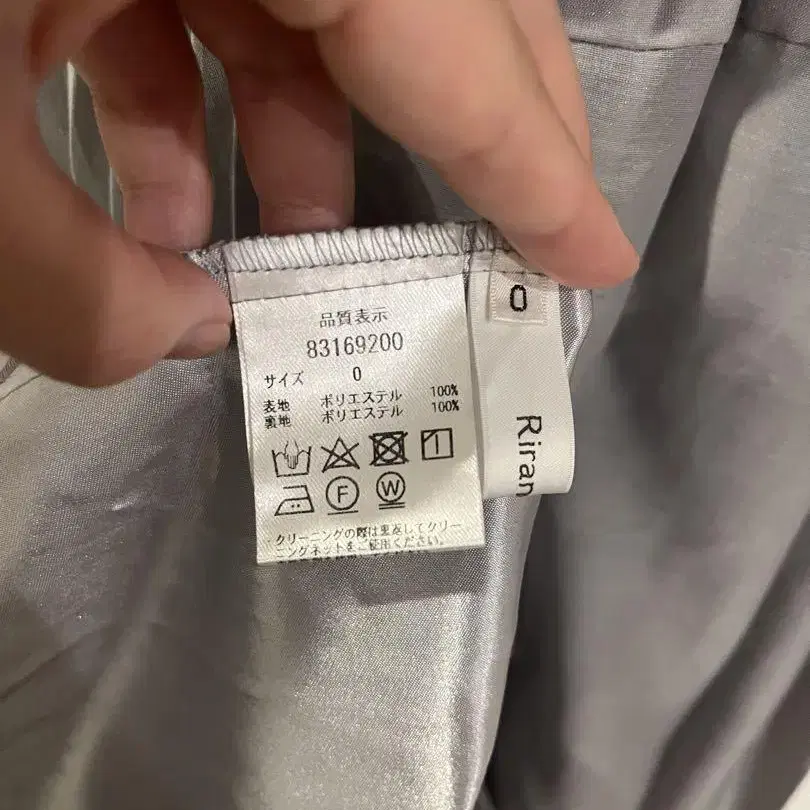 品質表示
83169200
サイズ 0
表地 ポリエステル 100%
裏地 ポリエステル 100%
F W
クリーニングの際は裏返してクリー
ニングネットをご使用ください。
0
Riran